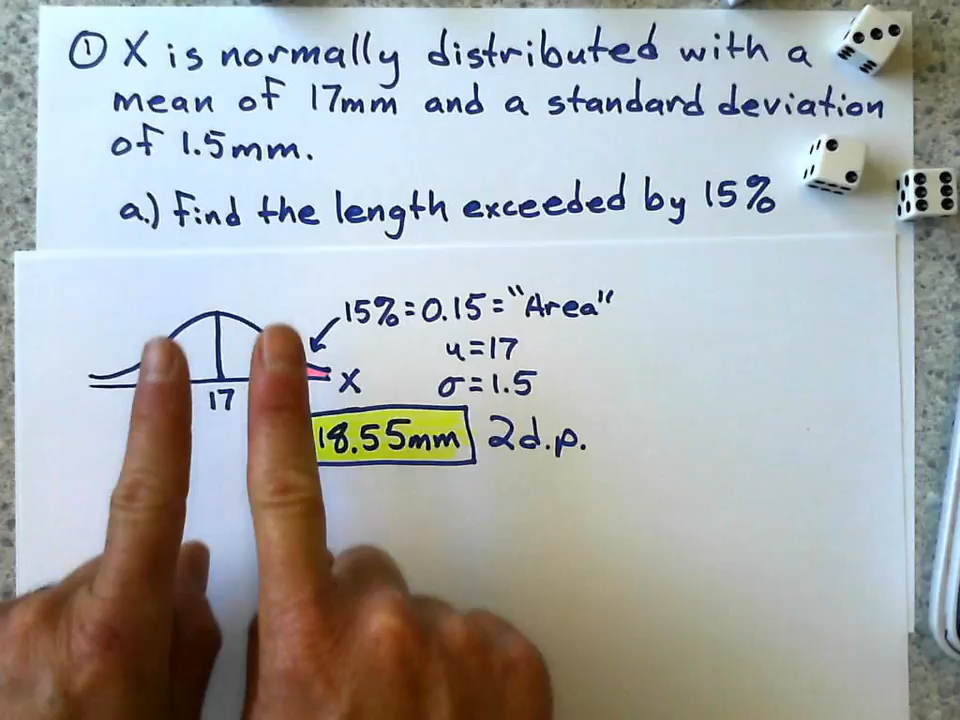 ① X is normally distributed with a
mean of 17mm and a standard deviation
of 1.5mm.
a.) Find the length exceeded by 15%
15% = 0.15 = "Area"
u = 17
σ = 1.5
X
17
18.55mm 2d.p.